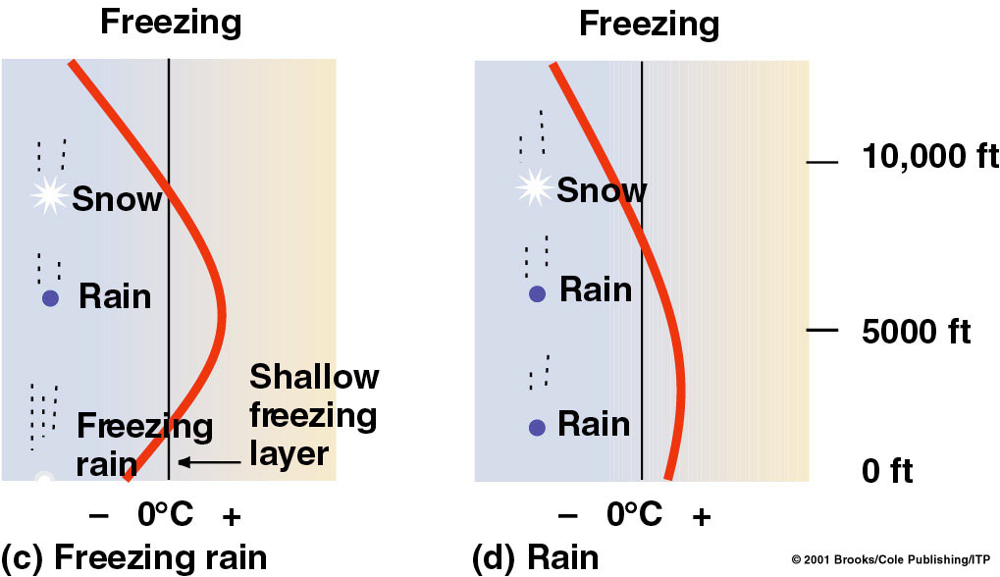 Freezing
Snow
Rain
Freezing
rain
Shallow
freezing
layer
– 0°C +
(c) Freezing rain
Freezing
Snow
Rain
Rain
10,000 ft
5000 ft
0 ft
– 0°C +
(d) Rain
© 2001 Brooks/Cole Publishing/ITP